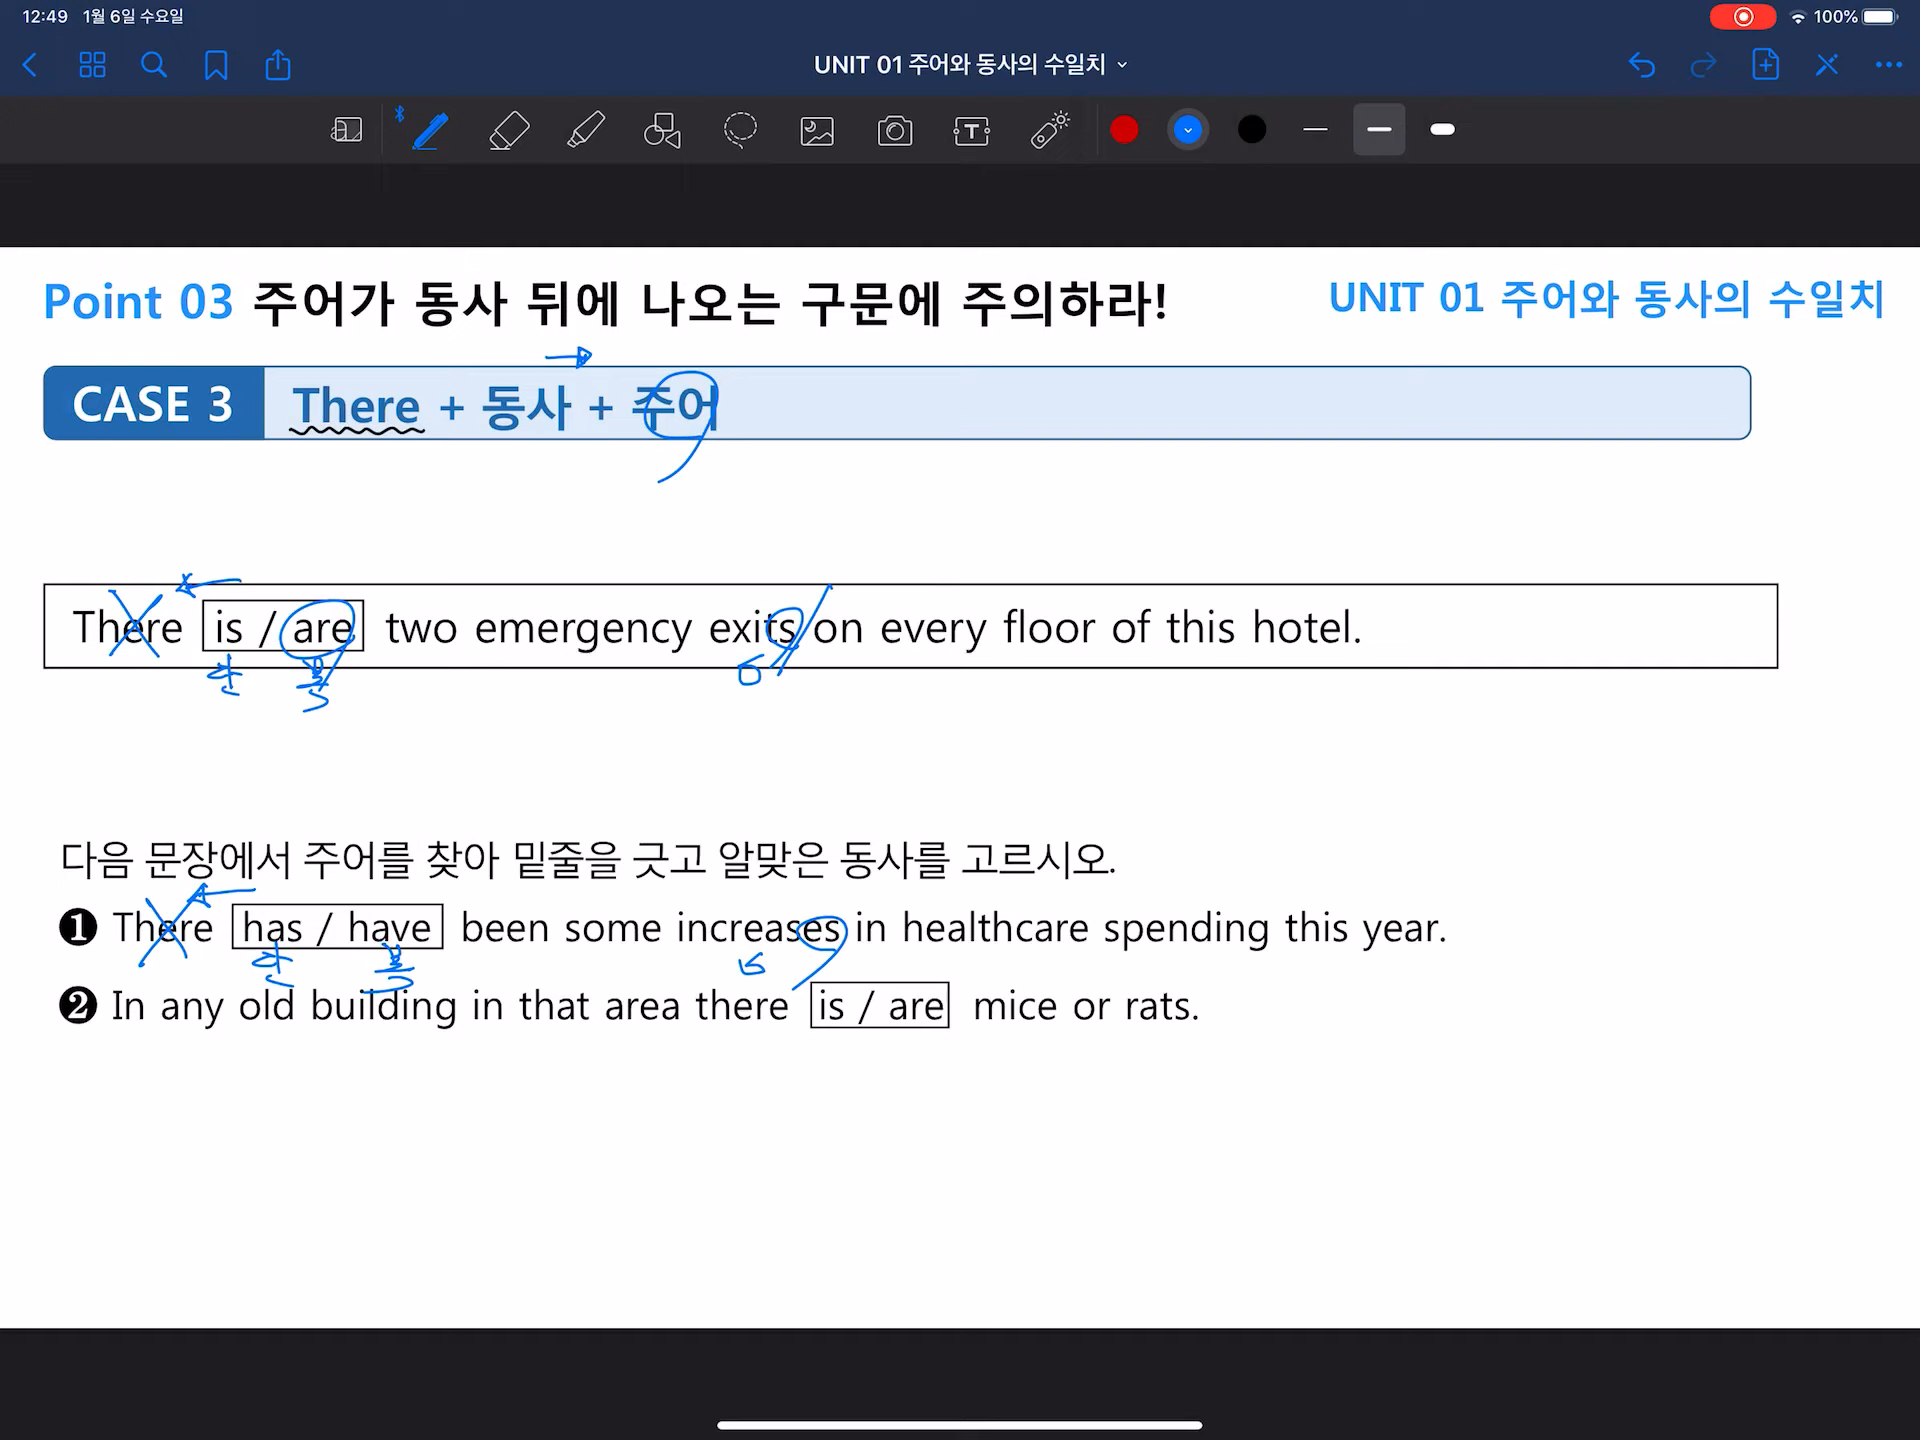 12:49 1월 6일 수요일 100%
UNIT 01 주어와 동사의 수일치
Point 03 주어가 동사 뒤에 나오는 구문에 주의하라!
UNIT 01 주어와 동사의 수일치
CASE 3 There + 동사 + 주어
There is / are two emergency exits on every floor of this hotel.
단 복
다음 문장에서 주어를 찾아 밑줄을 긋고 알맞은 동사를 고르시오.
❶ There has / have been some increases in healthcare spending this year.
단 복
❷ In any old building in that area there is / are mice or rats.